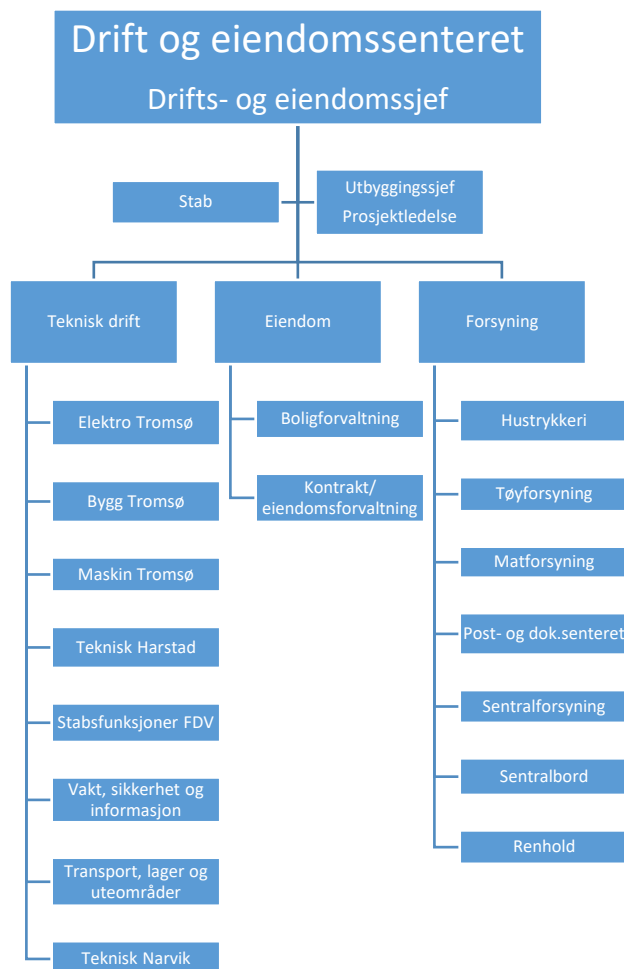 Drift og eiendomssenteret
Drifts- og eiendomssjef
Stab
Utbyggingssjef
Prosjektledelse
Teknisk drift
Eiendom
Forsyning
Elektro Tromsø
Bygg Tromsø
Maskin Tromsø
Teknisk Harstad
Stabsfunksjoner FDV
Vakt, sikkerhet og
informasjon
Transport, lager og
uteområder
Teknisk Narvik
Boligforvaltning
Kontrakt/
eiendomsforvaltning
Hustrykkeri
Tøyforsyning
Matforsyning
Post- og dok.senteret
Sentralforsyning
Sentralbord
Renhold